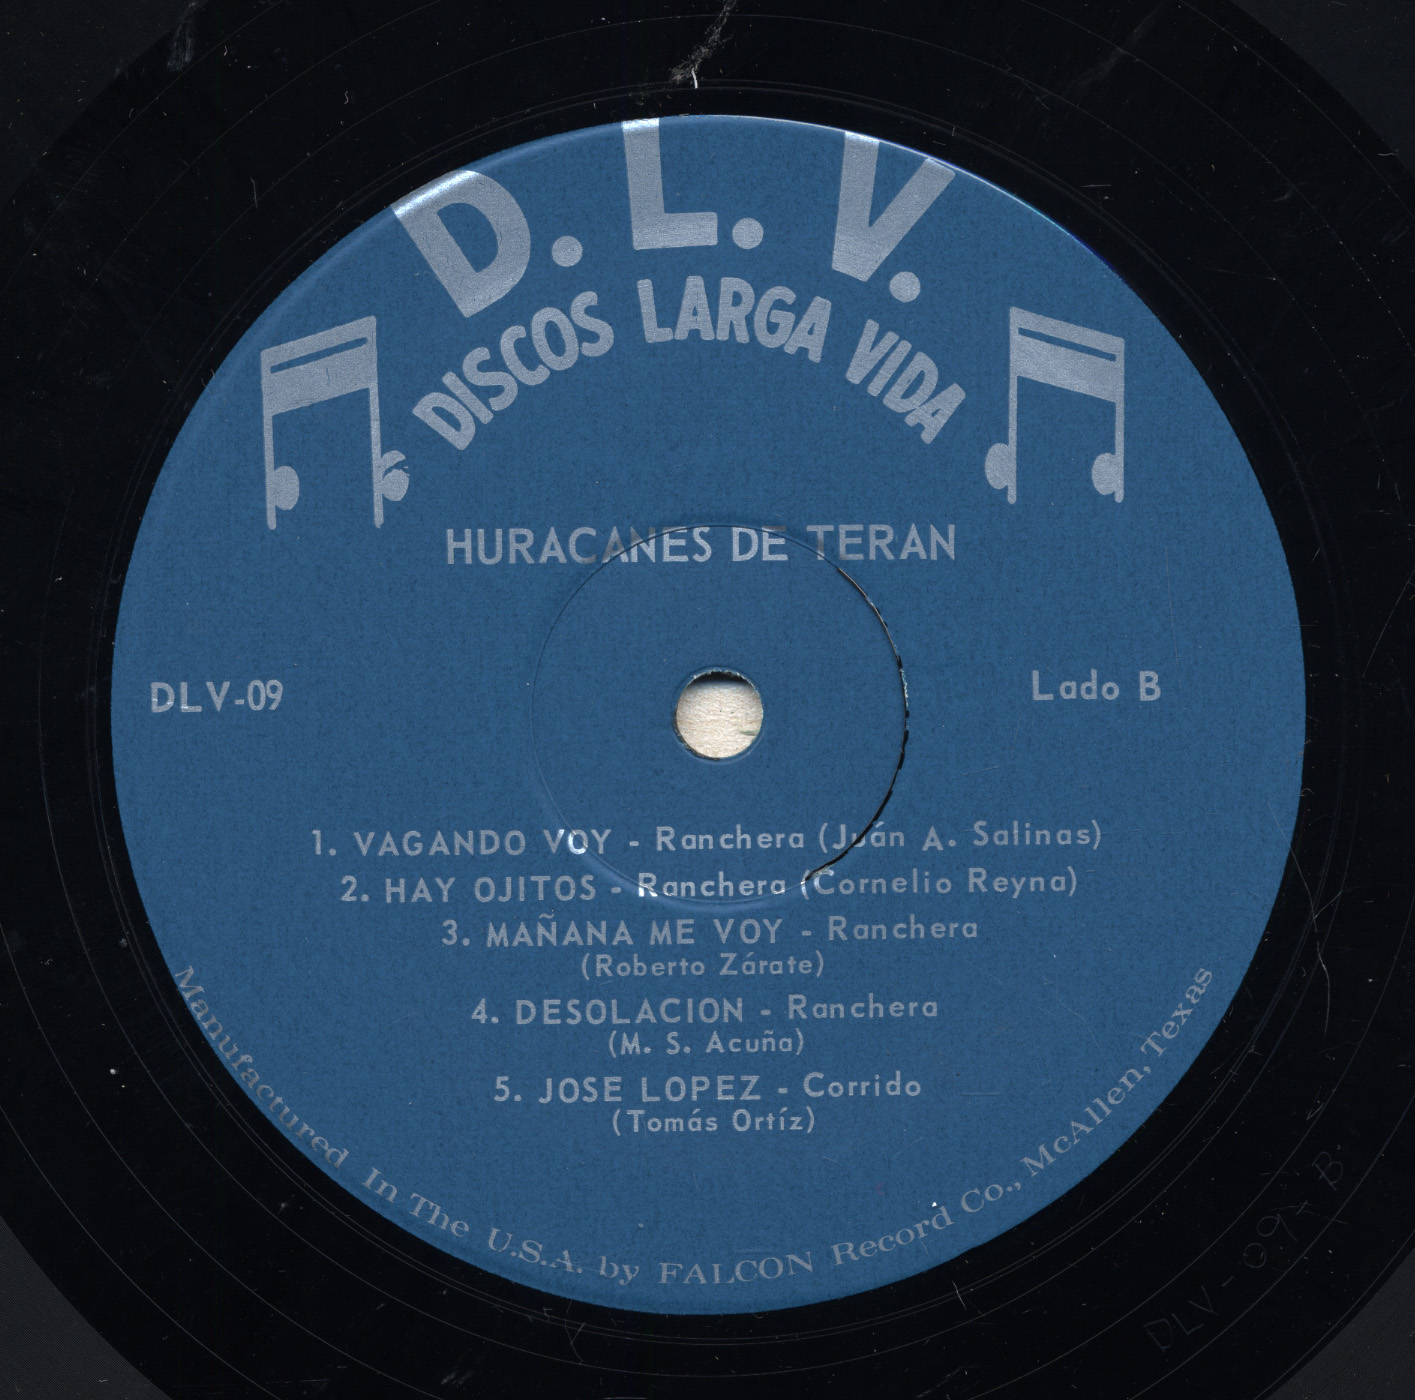 D. L. V.
DISCOS LARGA VIDA
HURACANES DE TERAN
DLV-09
Lado B
1. VAGANDO VOY - Ranchera (Juán A. Salinas)
2. HAY OJITOS - Ranchera (Cornelio Reyna)
3. MAÑANA ME VOY - Ranchera
(Roberto Zárate)
4. DESOLACION - Ranchera
(M. S. Acuña)
5. JOSE LOPEZ - Corrido
(Tomás Ortíz)
Manufactured In The U.S.A. by FALCON Record Co., McAllen, Texas